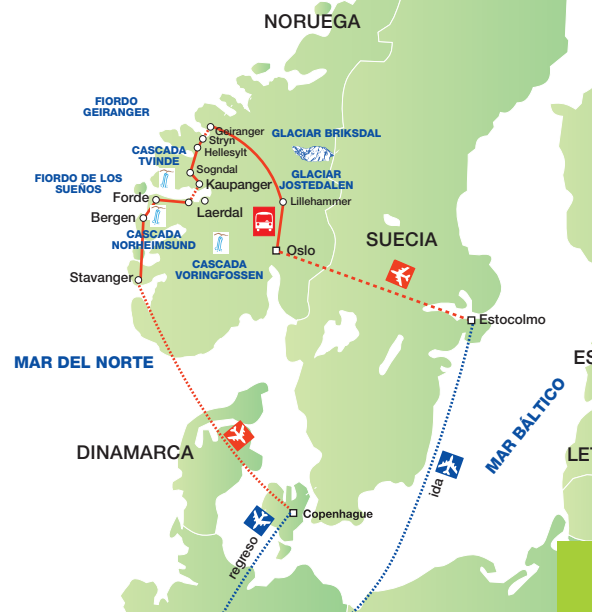 NORUEGA
FIORDO
GEIRANGER
Geiranger
GLACIAR BRIKSDAL
Stryn
CASCADA
TVINDE
Hellesylt
GLACIAR
JOSTEDALEN
Sogndal
FIORDO DE LOS
SUEÑOS
Kaupanger
Forde
Lillehammer
Laerdal
Bergen
CASCADA
NORHEIMSUND
SUECIA
Oslo
CASCADA
VORINGFOSSEN
Stavanger
Estocolmo
MAR DEL NORTE
ES
MAR BÁLTICO
DINAMARCA
LET
ida
Copenhague
regreso